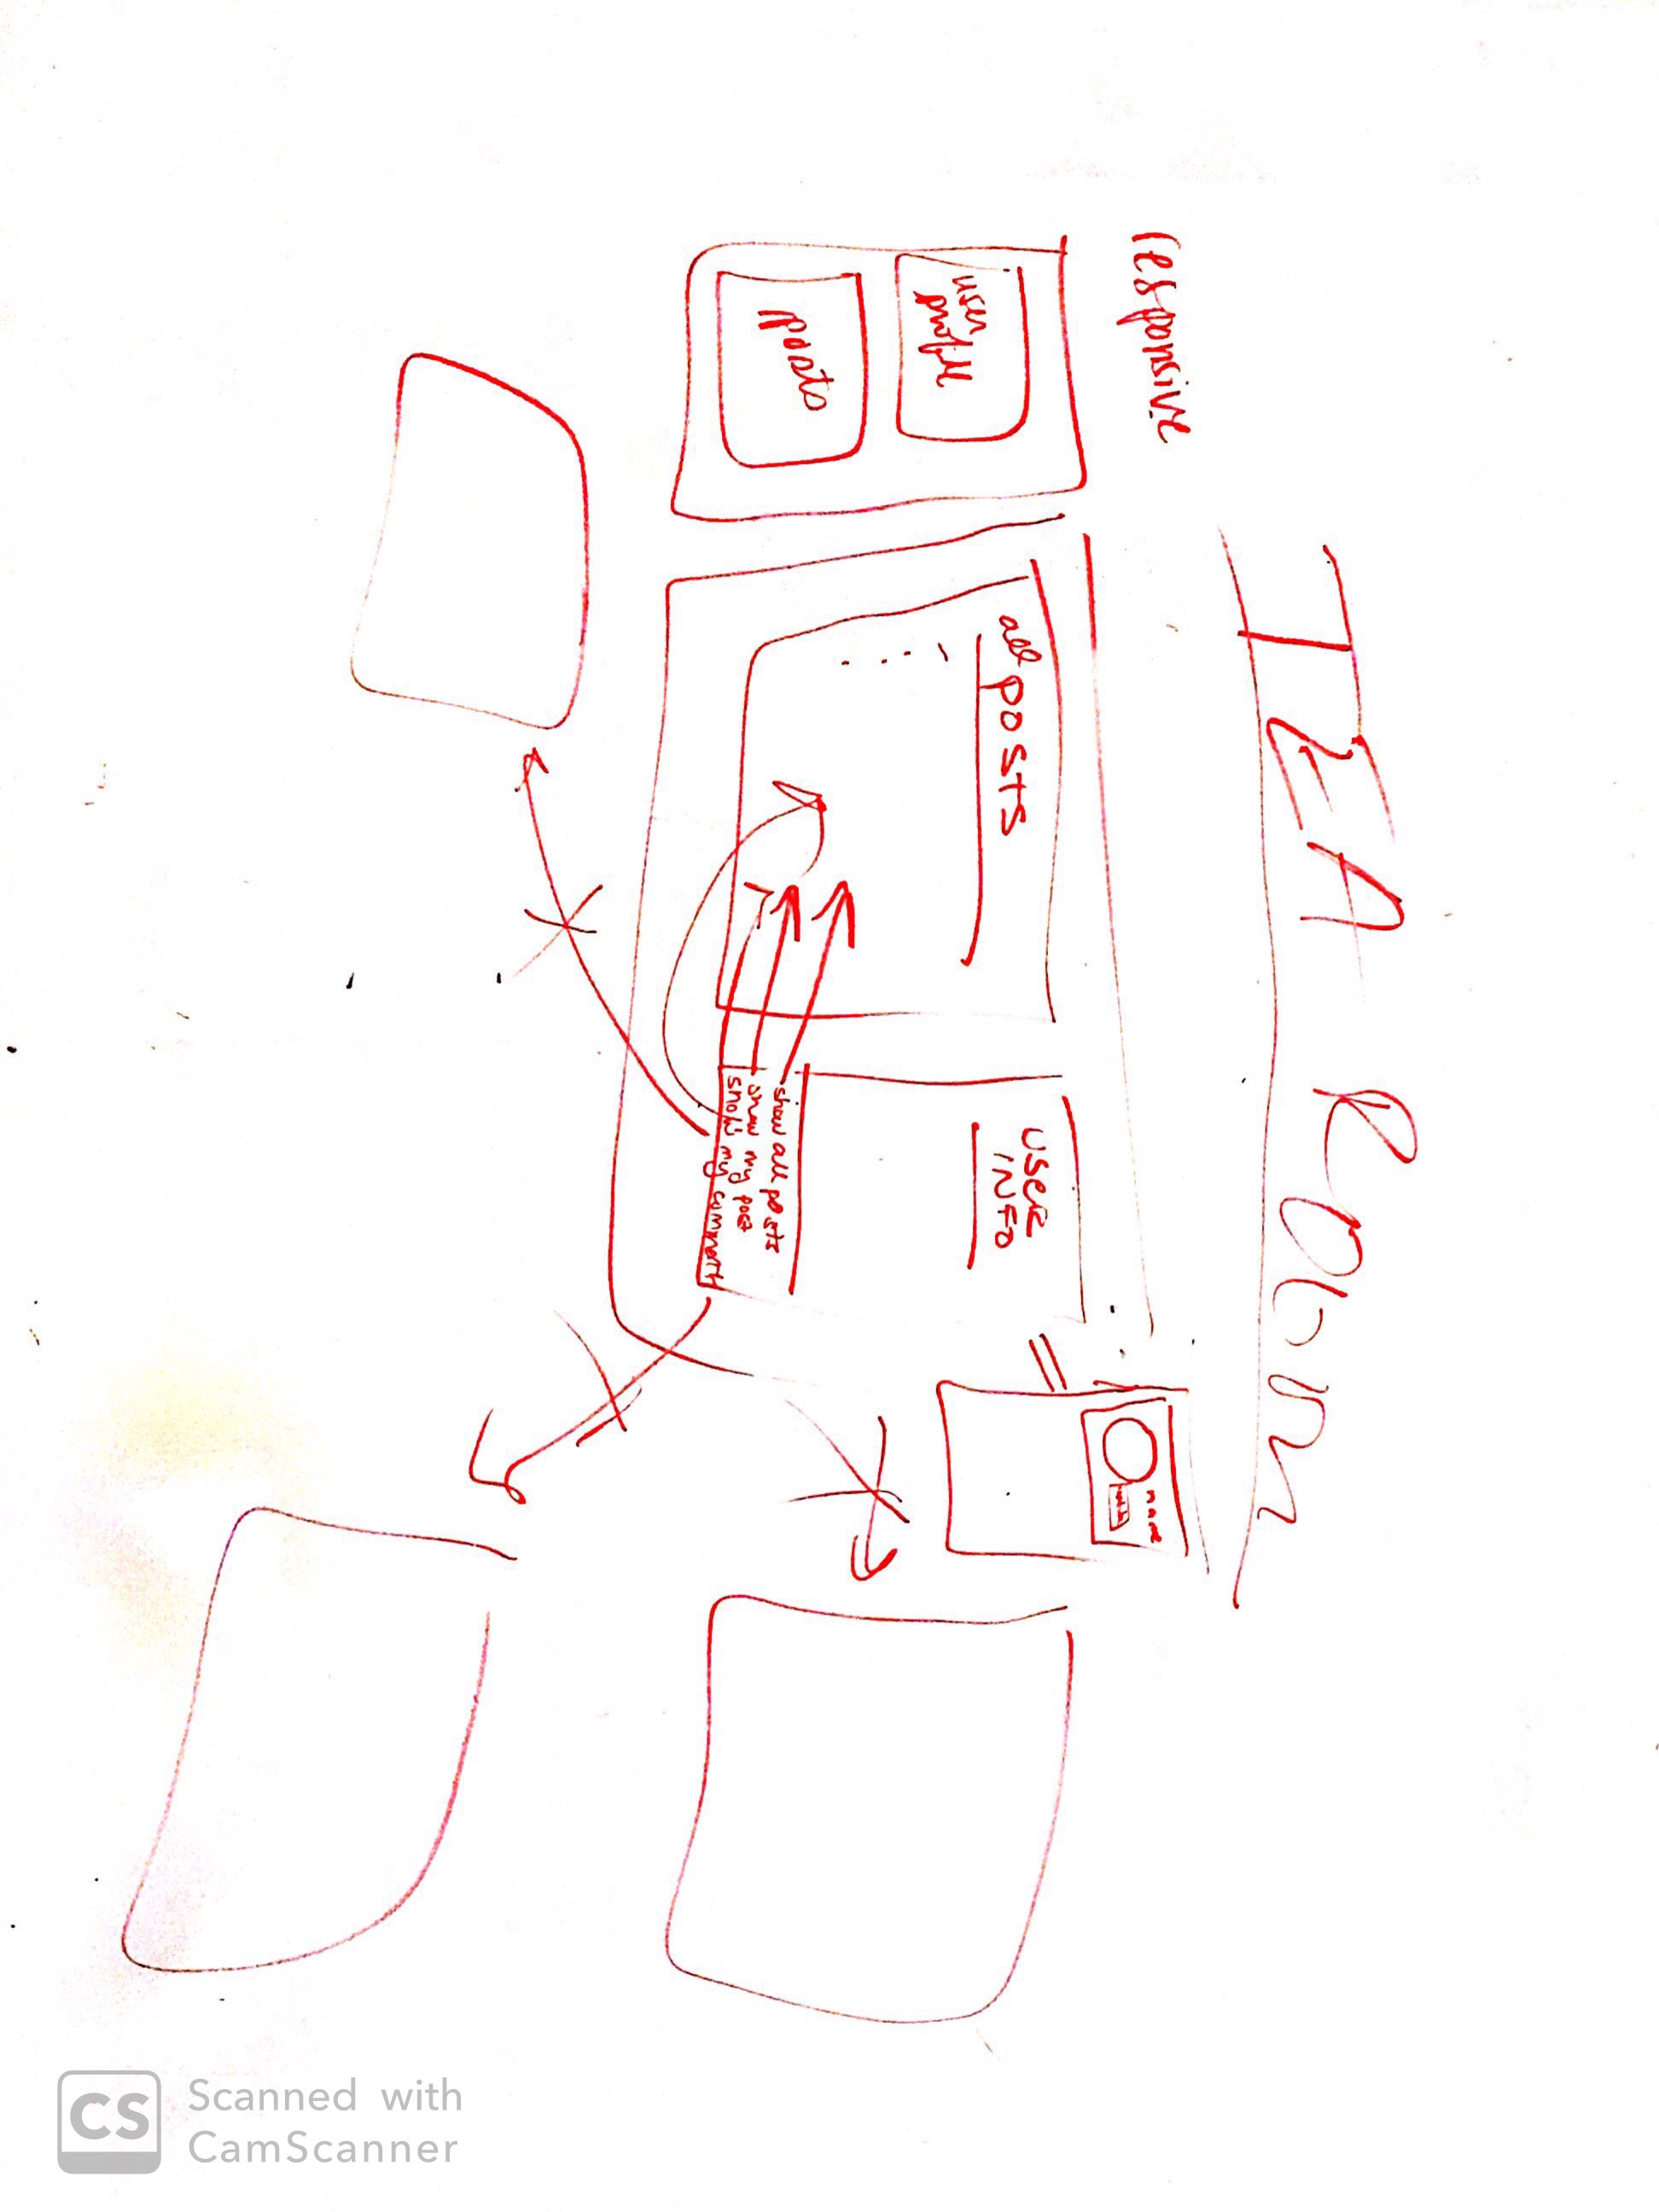 TEA ROOM
responsive
user
profile
posts
all posts
USER
INFO
name
show all posts
show my post
show my comments
CS
Scanned with
CamScanner